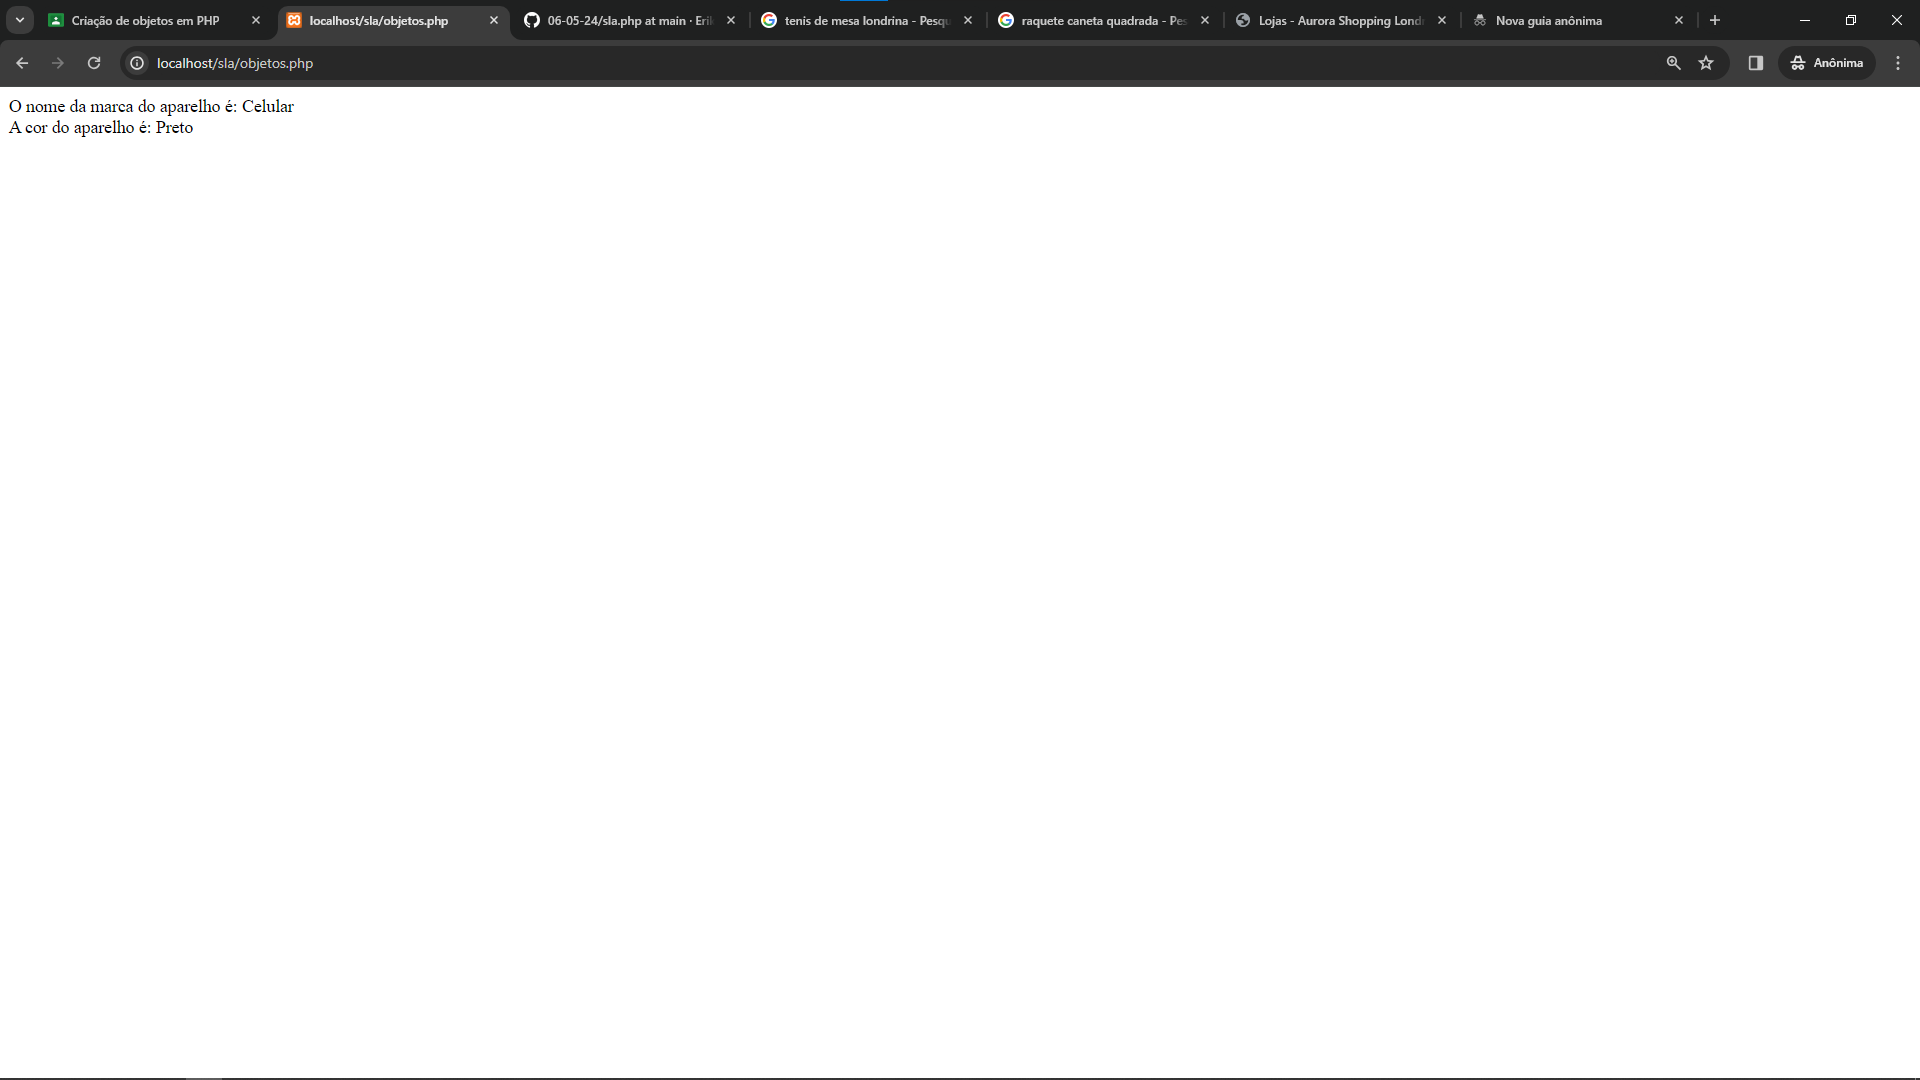 Criação de objetos em PHP
localhost/sla/objetos.php
06-05-24/sla.php at main · Eri
tenis de mesa londrina - Pesqu
raquete caneta quadrada - Pes
Lojas - Aurora Shopping Lond
Nova guia anônima
localhost/sla/objetos.php
Anônima
O nome da marca do aparelho é: Celular
A cor do aparelho é: Preto